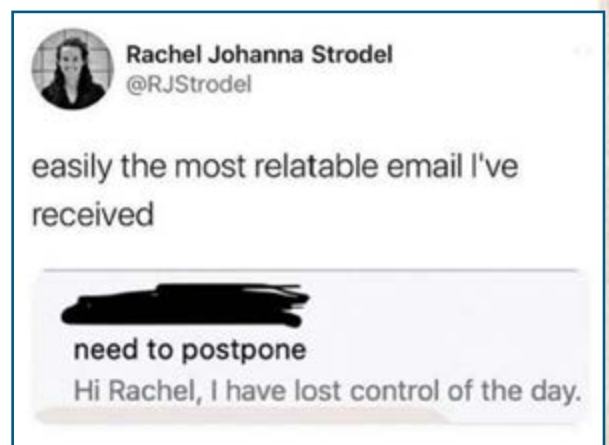 Rachel Johanna Strodel
@RJStrodel
easily the most relatable email I've
received
need to postpone
Hi Rachel, I have lost control of the day.